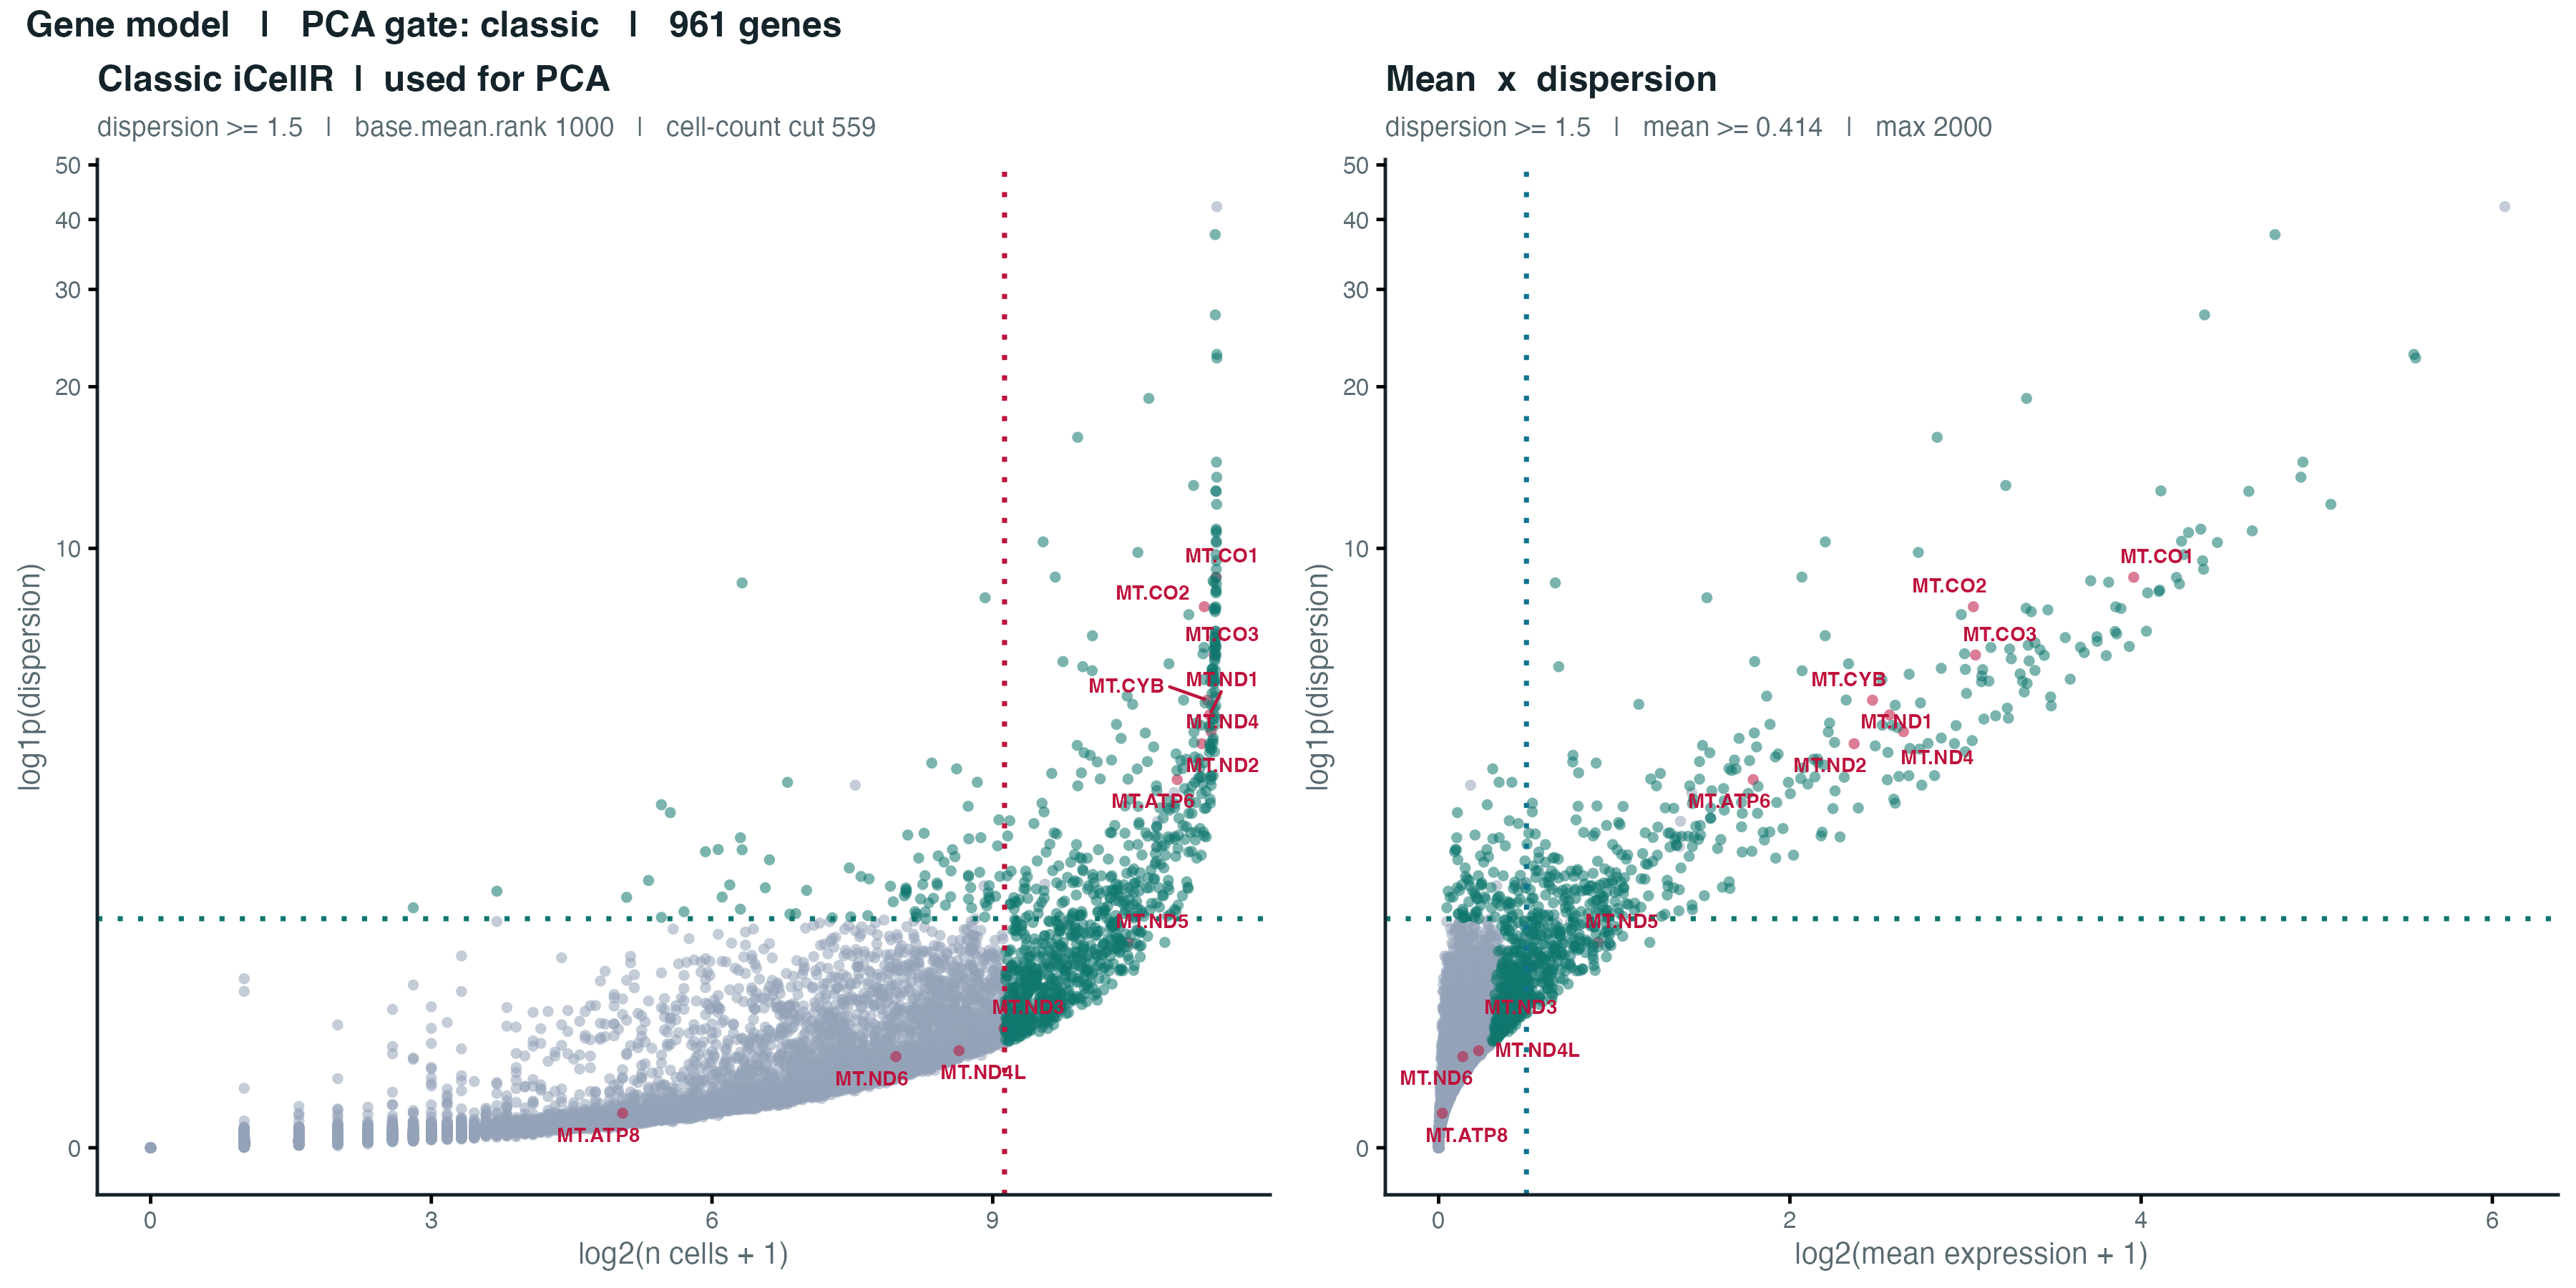 Gene model | PCA gate: classic | 961 genes
Classic iCellR | used for PCA
dispersion >= 1.5 | base.mean.rank 1000 | cell-count cut 559
50
40
30
20
10
0
log1p(dispersion)
MT.CO1
MT.CO2
MT.CO3
MT.CYB
MT.ND1
MT.ND4
MT.ND2
MT.ATP6
MT.ND5
MT.ND3
MT.ND6
MT.ND4L
MT.ATP8
0
3
6
9
log2(n cells + 1)
Mean x dispersion
dispersion >= 1.5 | mean >= 0.414 | max 2000
50
40
30
20
10
0
log1p(dispersion)
MT.CO1
MT.CO2
MT.CO3
MT.CYB
MT.ND1
MT.ND4
MT.ND2
MT.ATP6
MT.ND5
MT.ND3
MT.ND4L
MT.ND6
MT.ATP8
0
2
4
6
log2(mean expression + 1)